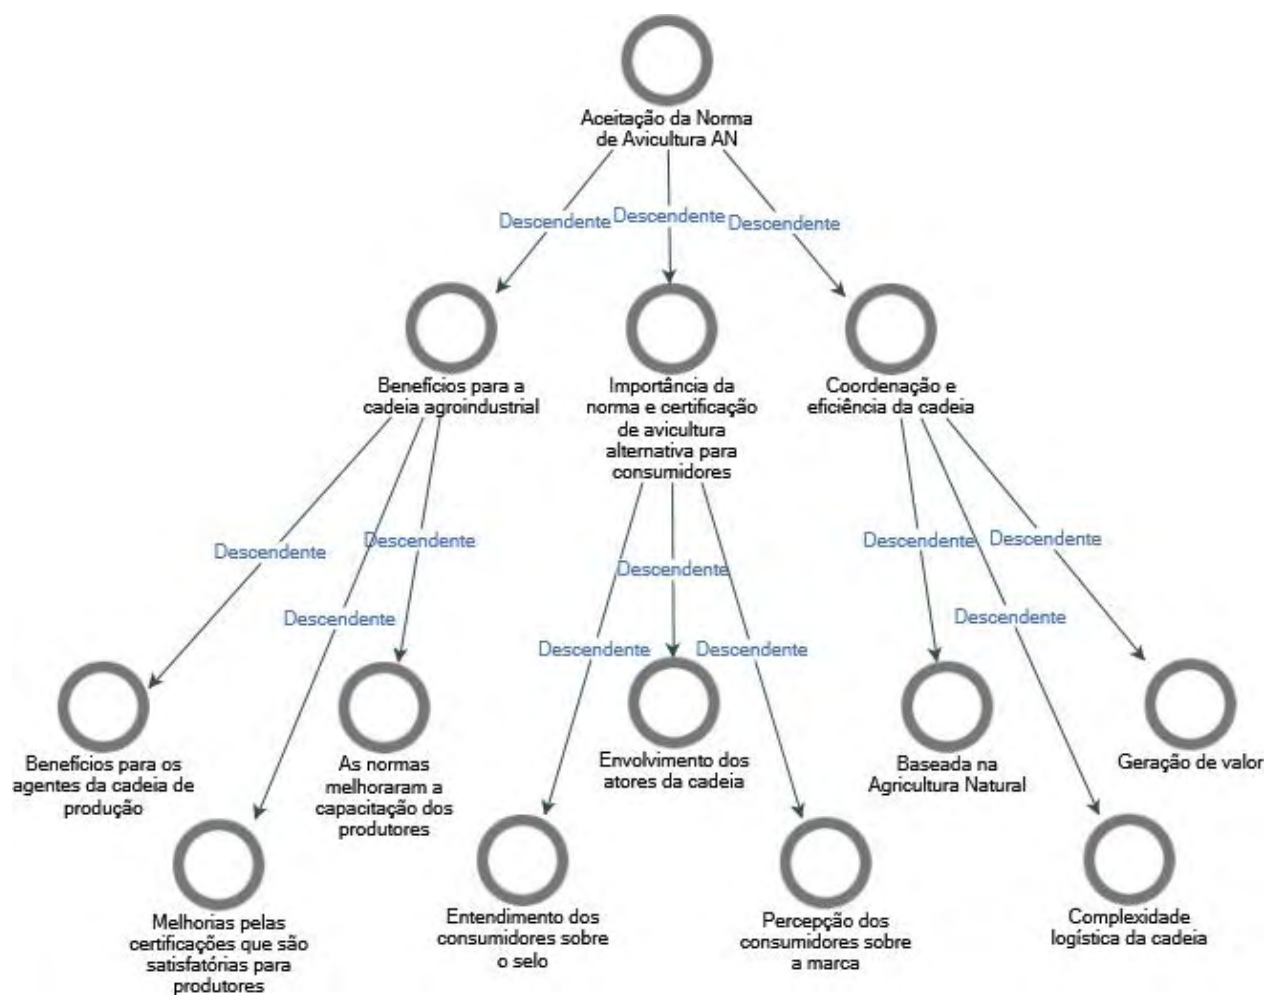 Aceitação da Norma
de Avicultura AN
Descendente
Descendente
Descendente
Benefícios para a
cadeia agroindustrial
Importância da
norma e certificação
de avicultura
alternativa para
consumidores
Coordenação e
eficiência da cadeia
Descendente
Descendente
Descendente
Descendente
Descendente
Descendente
Descendente
Descendente
Descendente
Benefícios para os
agentes da cadeia de
produção
As normas
melhoraram a
capacitação dos
produtores
Envolvimento dos
atores da cadeia
Baseada na
Agricultura Natural
Geração de valor
Melhorias pelas
certificações que são
satisfatórias para
produtores
Entendimento dos
consumidores sobre
o selo
Percepção dos
consumidores sobre
a marca
Complexidade
logística da cadeia